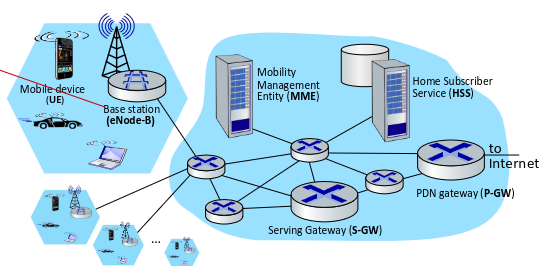 Mobile device
(UE)
Base station
(eNode-B)
Mobility
Management
Entity (MME)
Home Subscriber
Service (HSS)
to
Internet
PDN gateway (P-GW)
Serving Gateway (S-GW)
...